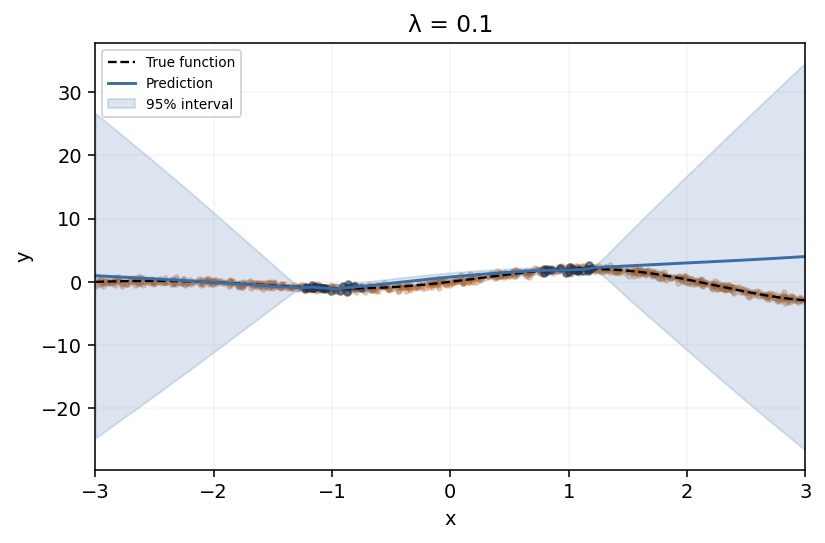 λ = 0.1
True function
Prediction
95% interval
y
30
20
10
0
−10
−20
−3 −2 −1 0 1 2 3
x